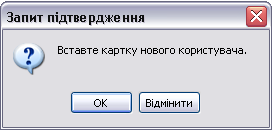 Запит підтвердження
Вставте картку нового користувача.
OK
Відмінити